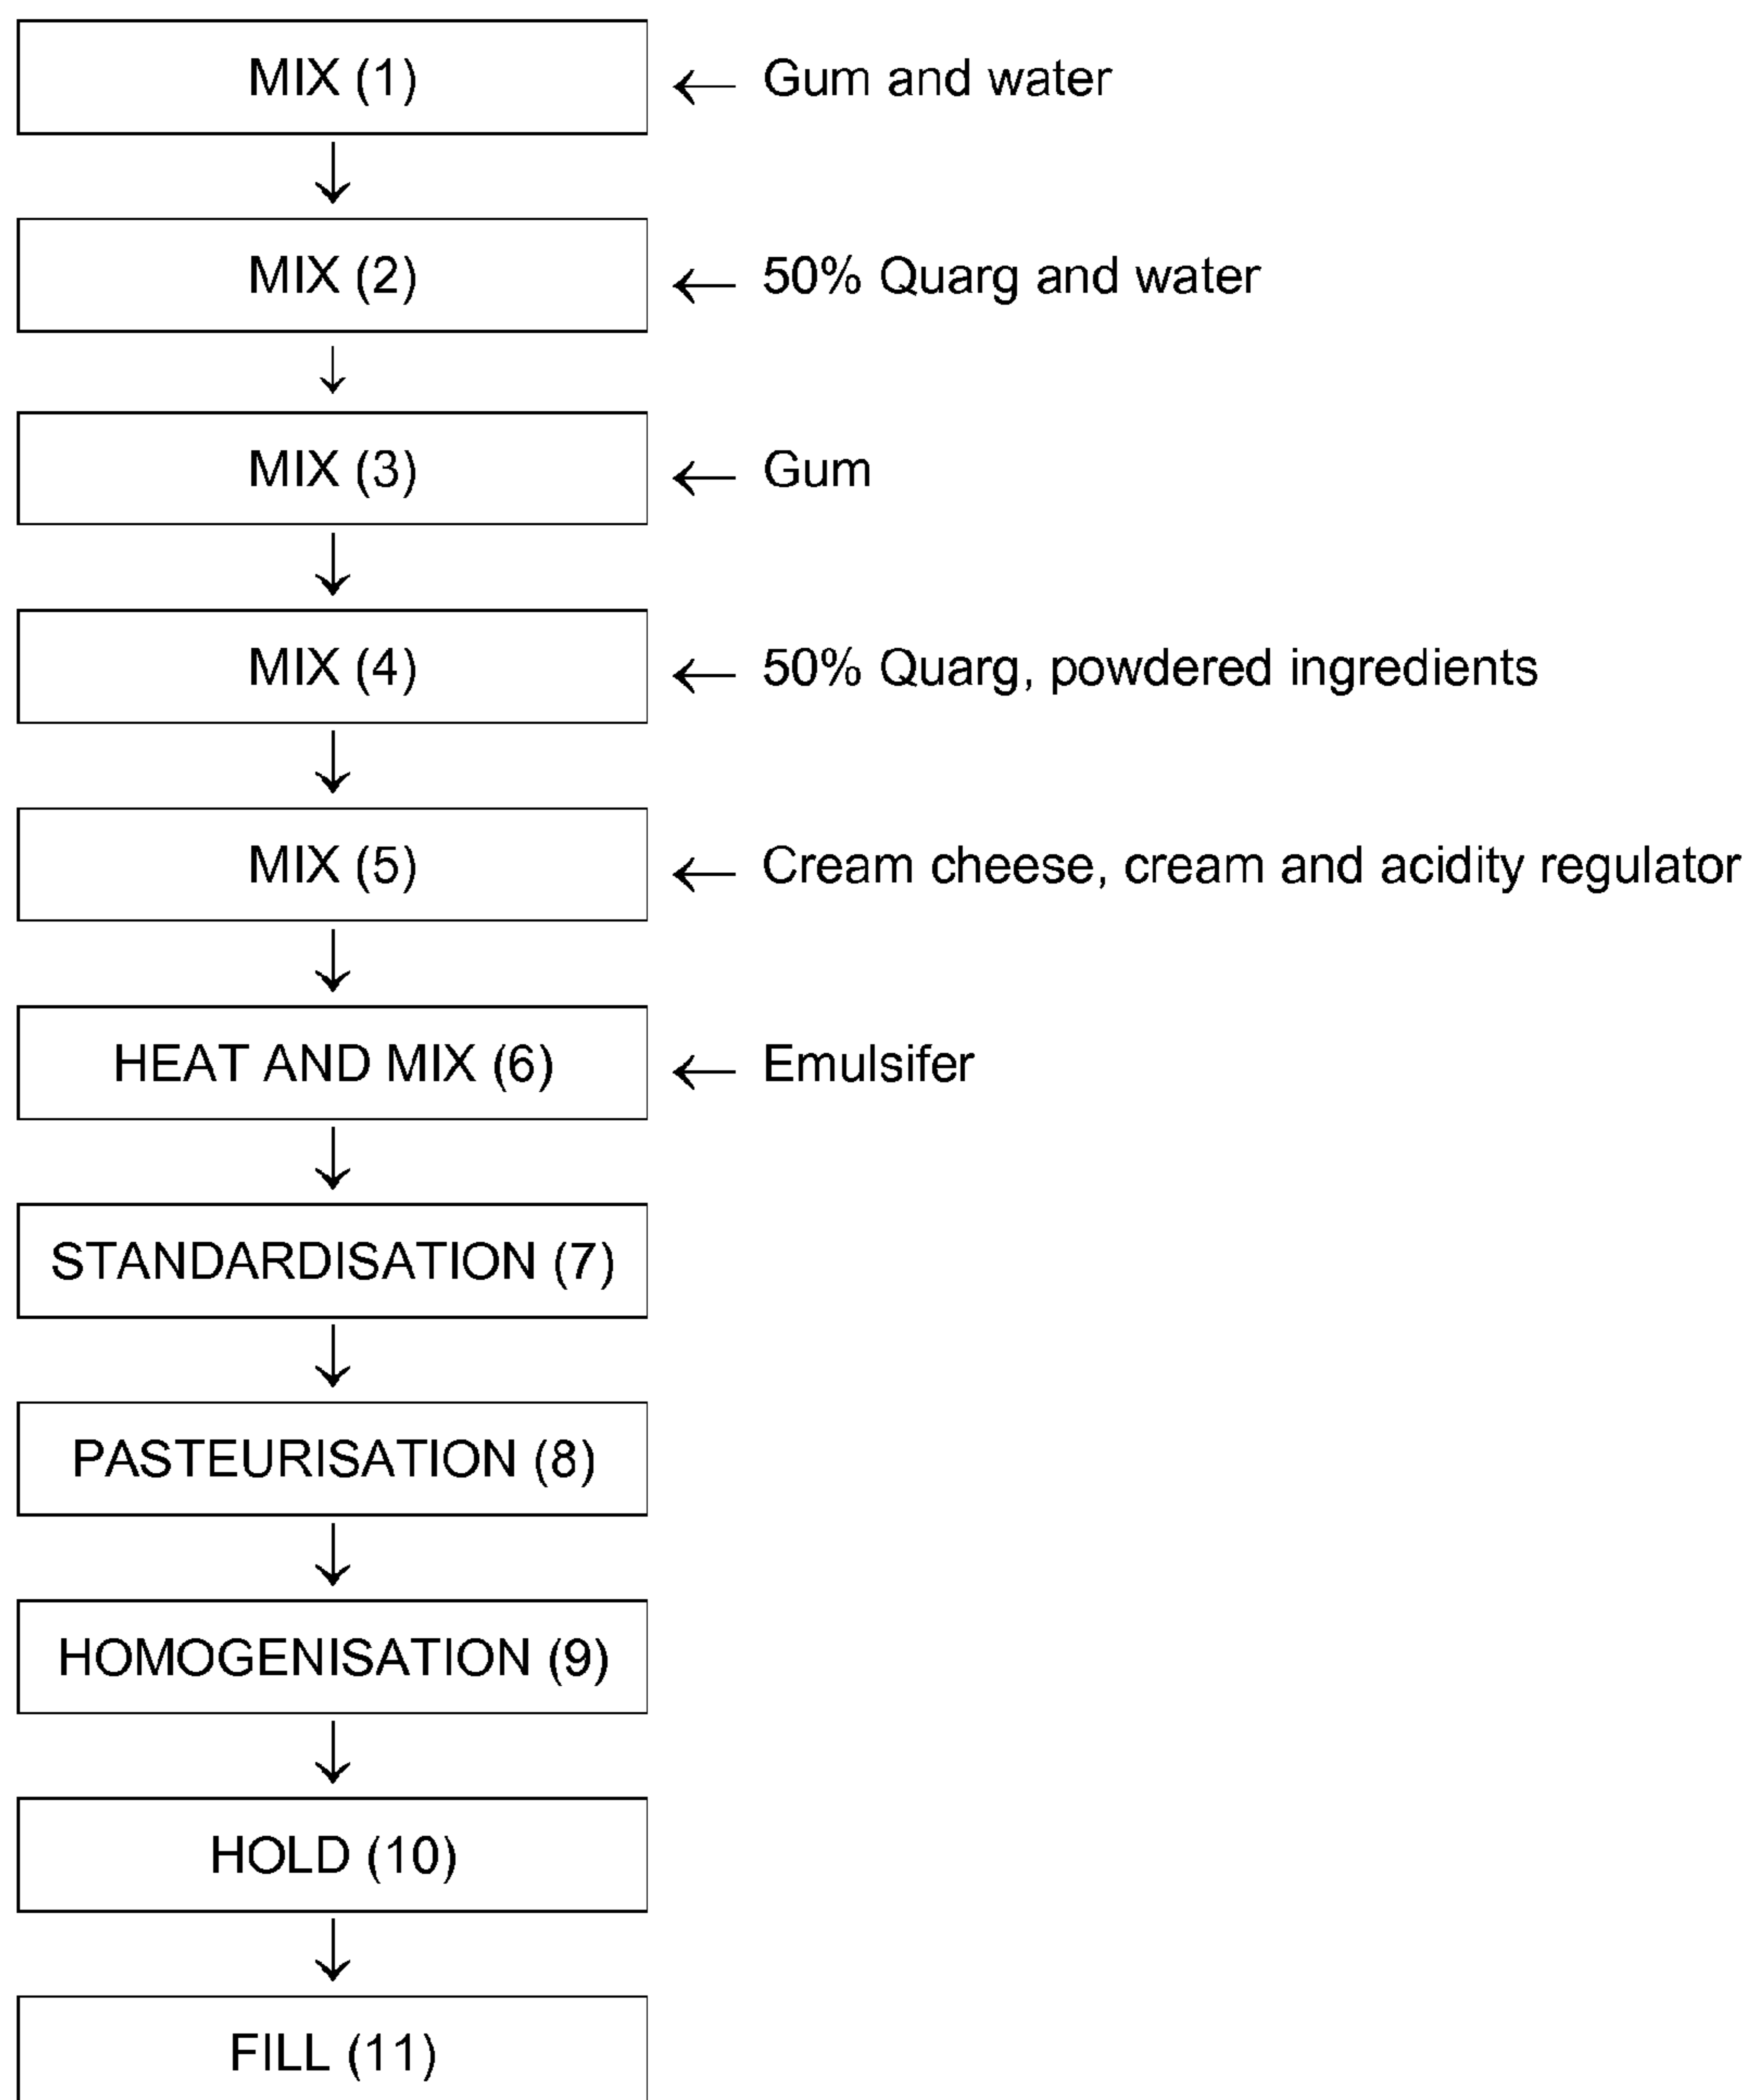 MIX (1) ← Gum and water
MIX (2) ← 50% Quarg and water
MIX (3) ← Gum
MIX (4) ← 50% Quarg, powdered ingredients
MIX (5) ← Cream cheese, cream and acidity regulator
HEAT AND MIX (6) ← Emulsifer
STANDARDISATION (7)
PASTEURISATION (8)
HOMOGENISATION (9)
HOLD (10)
FILL (11)